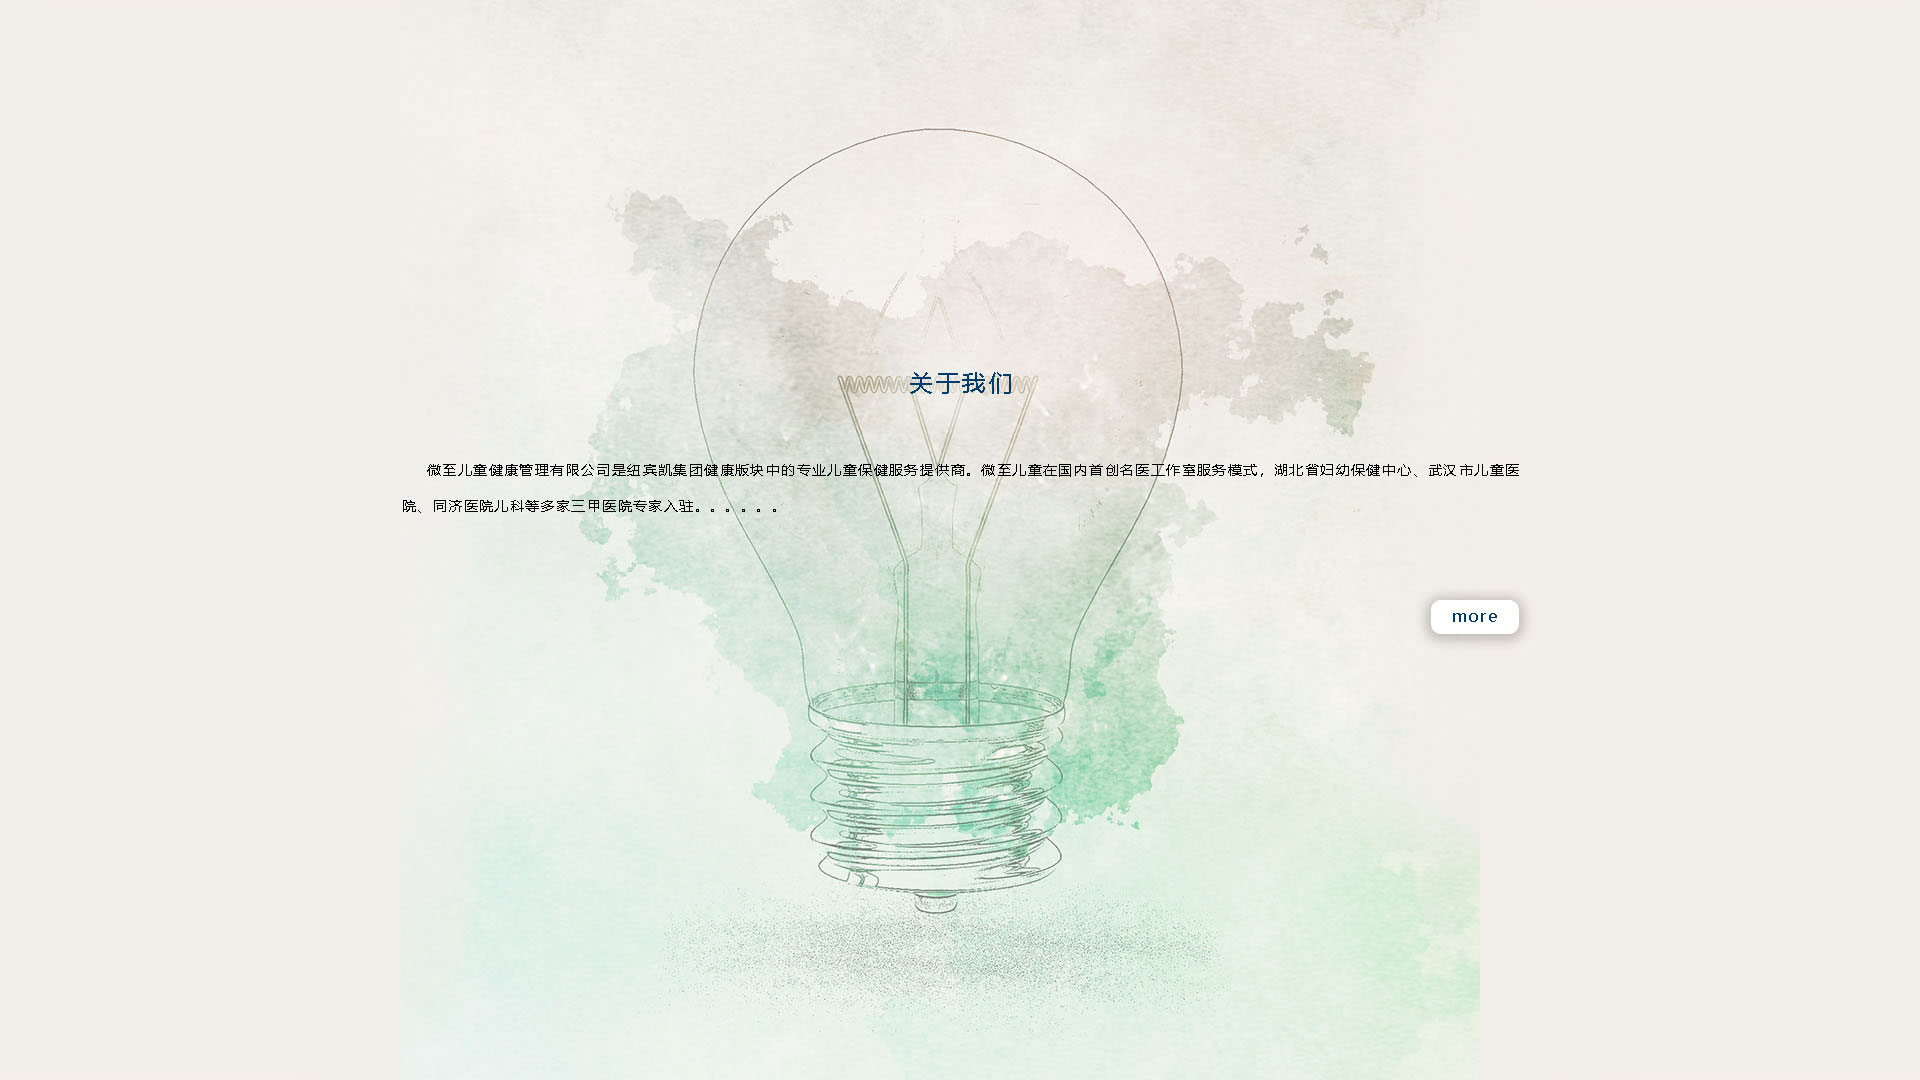 关于我们
微至儿童健康管理有限公司是纽宾凯集团健康版块中的专业儿童保健服务提供商。微至儿童在国内首创名医工作室服务模式，湖北省妇幼保健中心、武汉市儿童医
院、同济医院儿科等多家三甲医院专家入驻。。。。。。
more